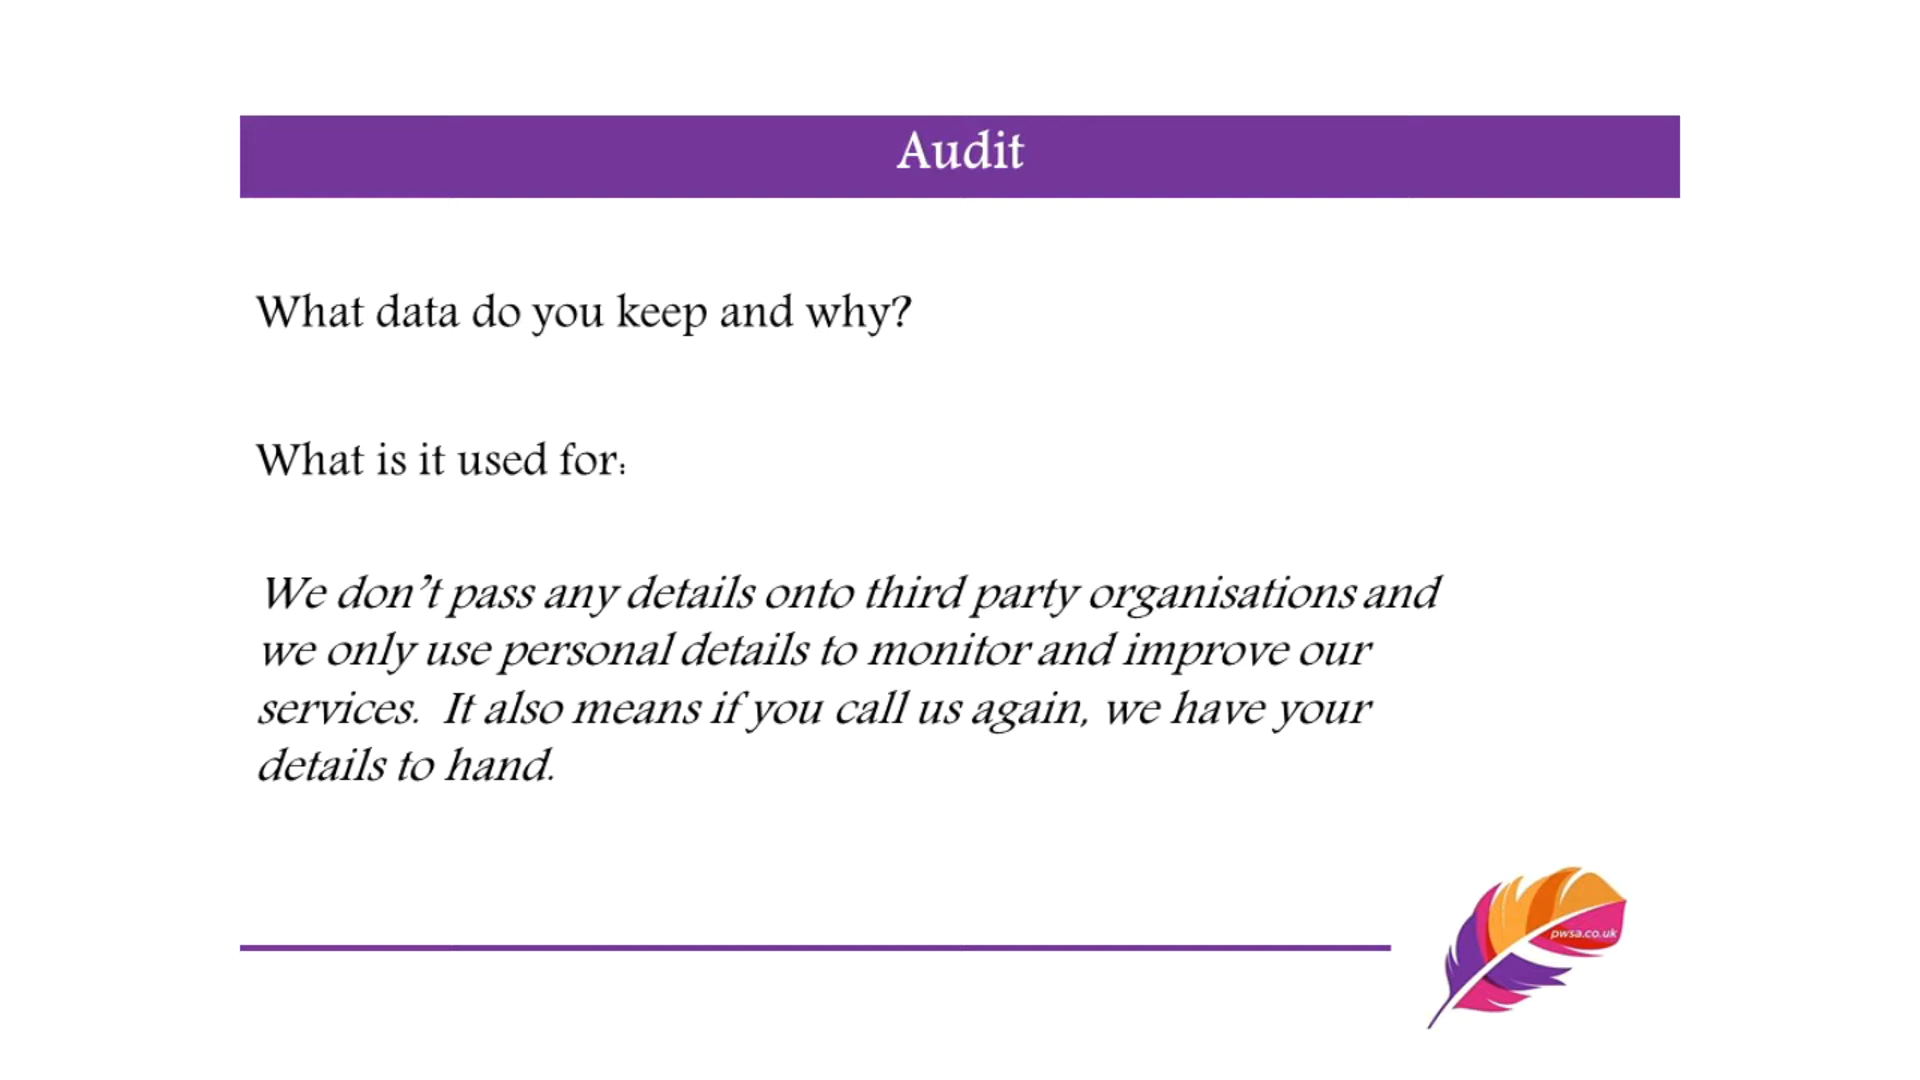 Audit
What data do you keep and why?
What is it used for:
We don’t pass any details onto third party organisations and
we only use personal details to monitor and improve our
services.  It also means if you call us again, we have your
details to hand.
pwsa.co.uk